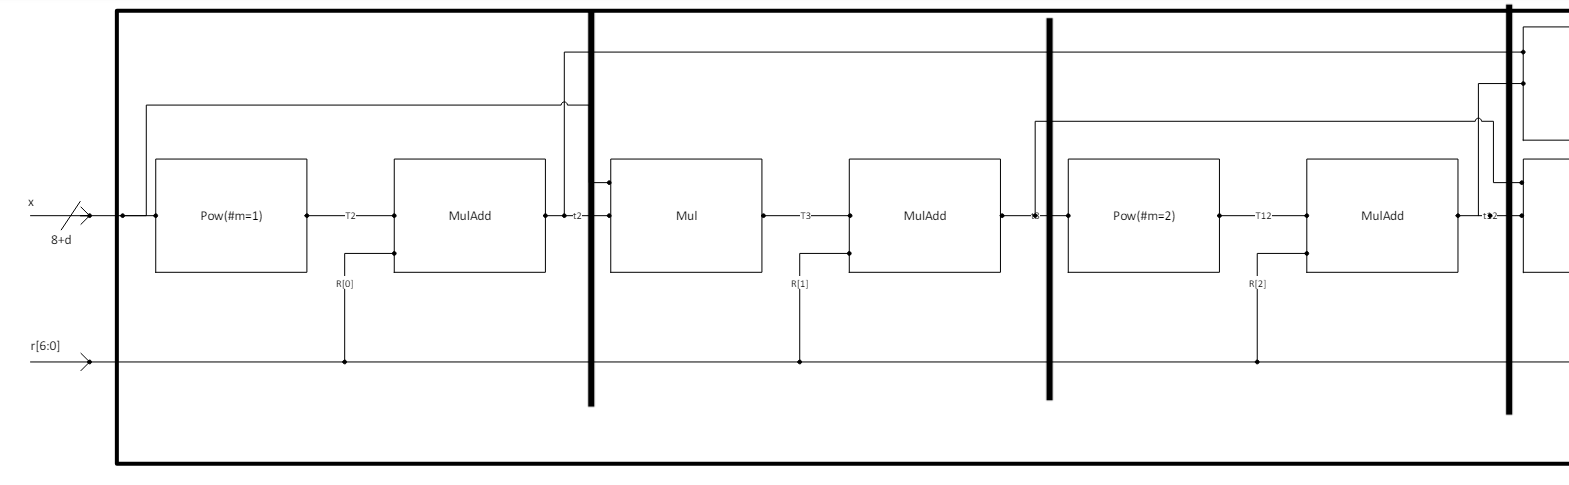 x
8+d
Pow(#m=1)
T2
MulAdd
t2
Mul
T3
MulAdd
t3
Pow(#m=2)
T12
MulAdd
t12
R[0]
R[1]
R[2]
r[6:0]